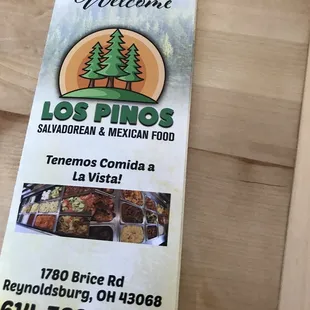 Welcome
LOS PINOS
SALVADOREAN & MEXICAN FOOD
Tenemos Comida a
La Vista!
1780 Brice Rd
Reynoldsburg, OH 43068